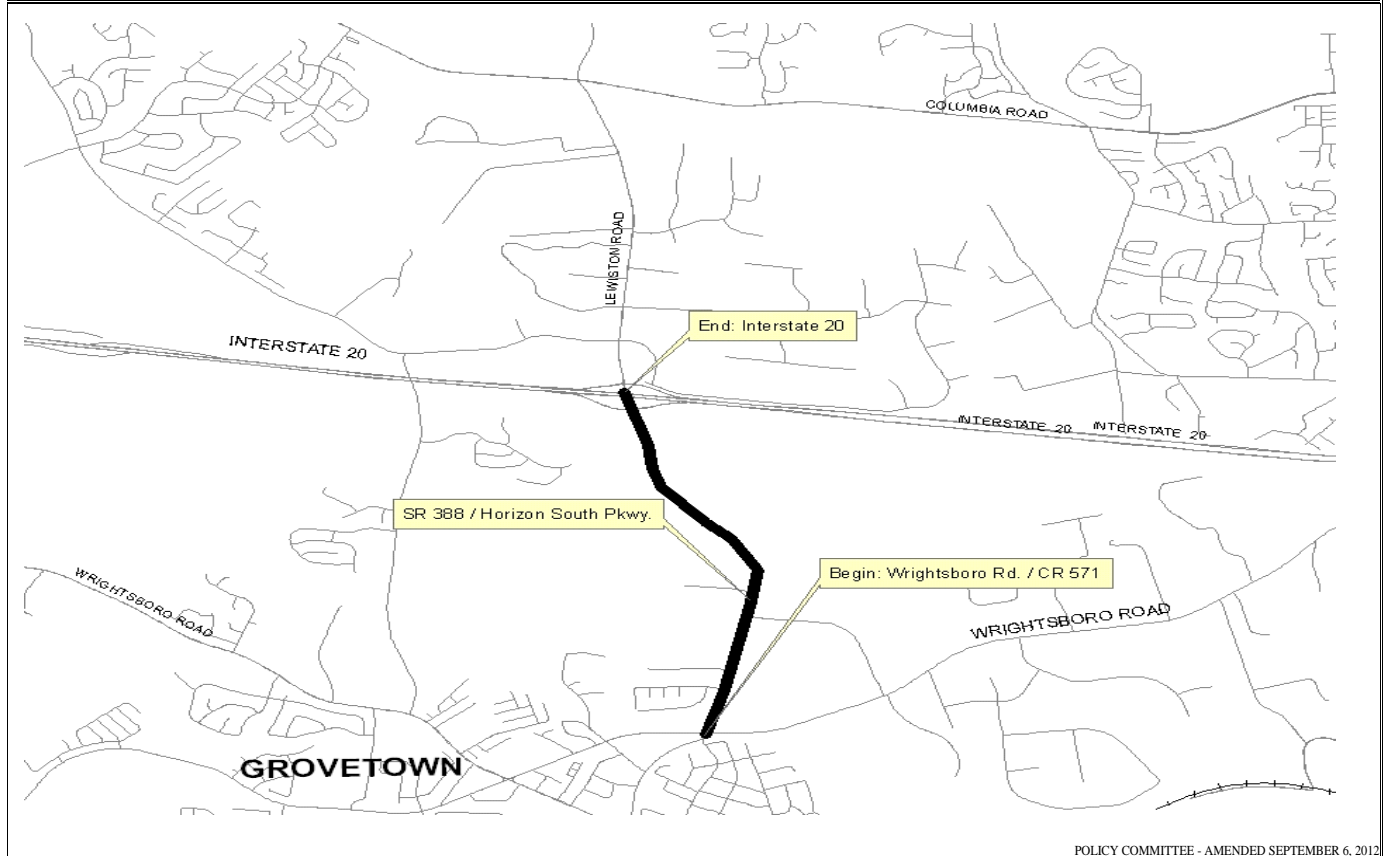 COLUMBIA ROAD
LEWISTON ROAD
End: Interstate 20
INTERSTATE 20
INTERSTATE 20
INTERSTATE 20
SR 388 / Horizon South Pkwy.
Begin: Wrightsboro Rd. / CR 571
WRIGHTSBORO ROAD
WRIGHTSBORO ROAD
GROVETOWN
POLICY COMMITTEE - AMENDED SEPTEMBER 6, 2012